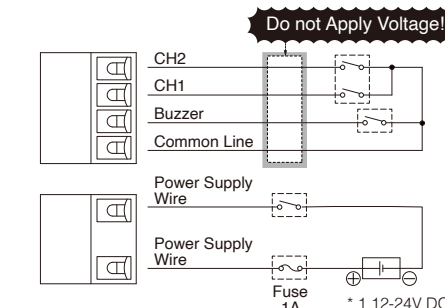 Do not Apply Voltage!
CH2
CH1
Buzzer
Common Line
Power Supply
Wire
Power Supply
Wire
Fuse
1A
* 1 12-24V DC